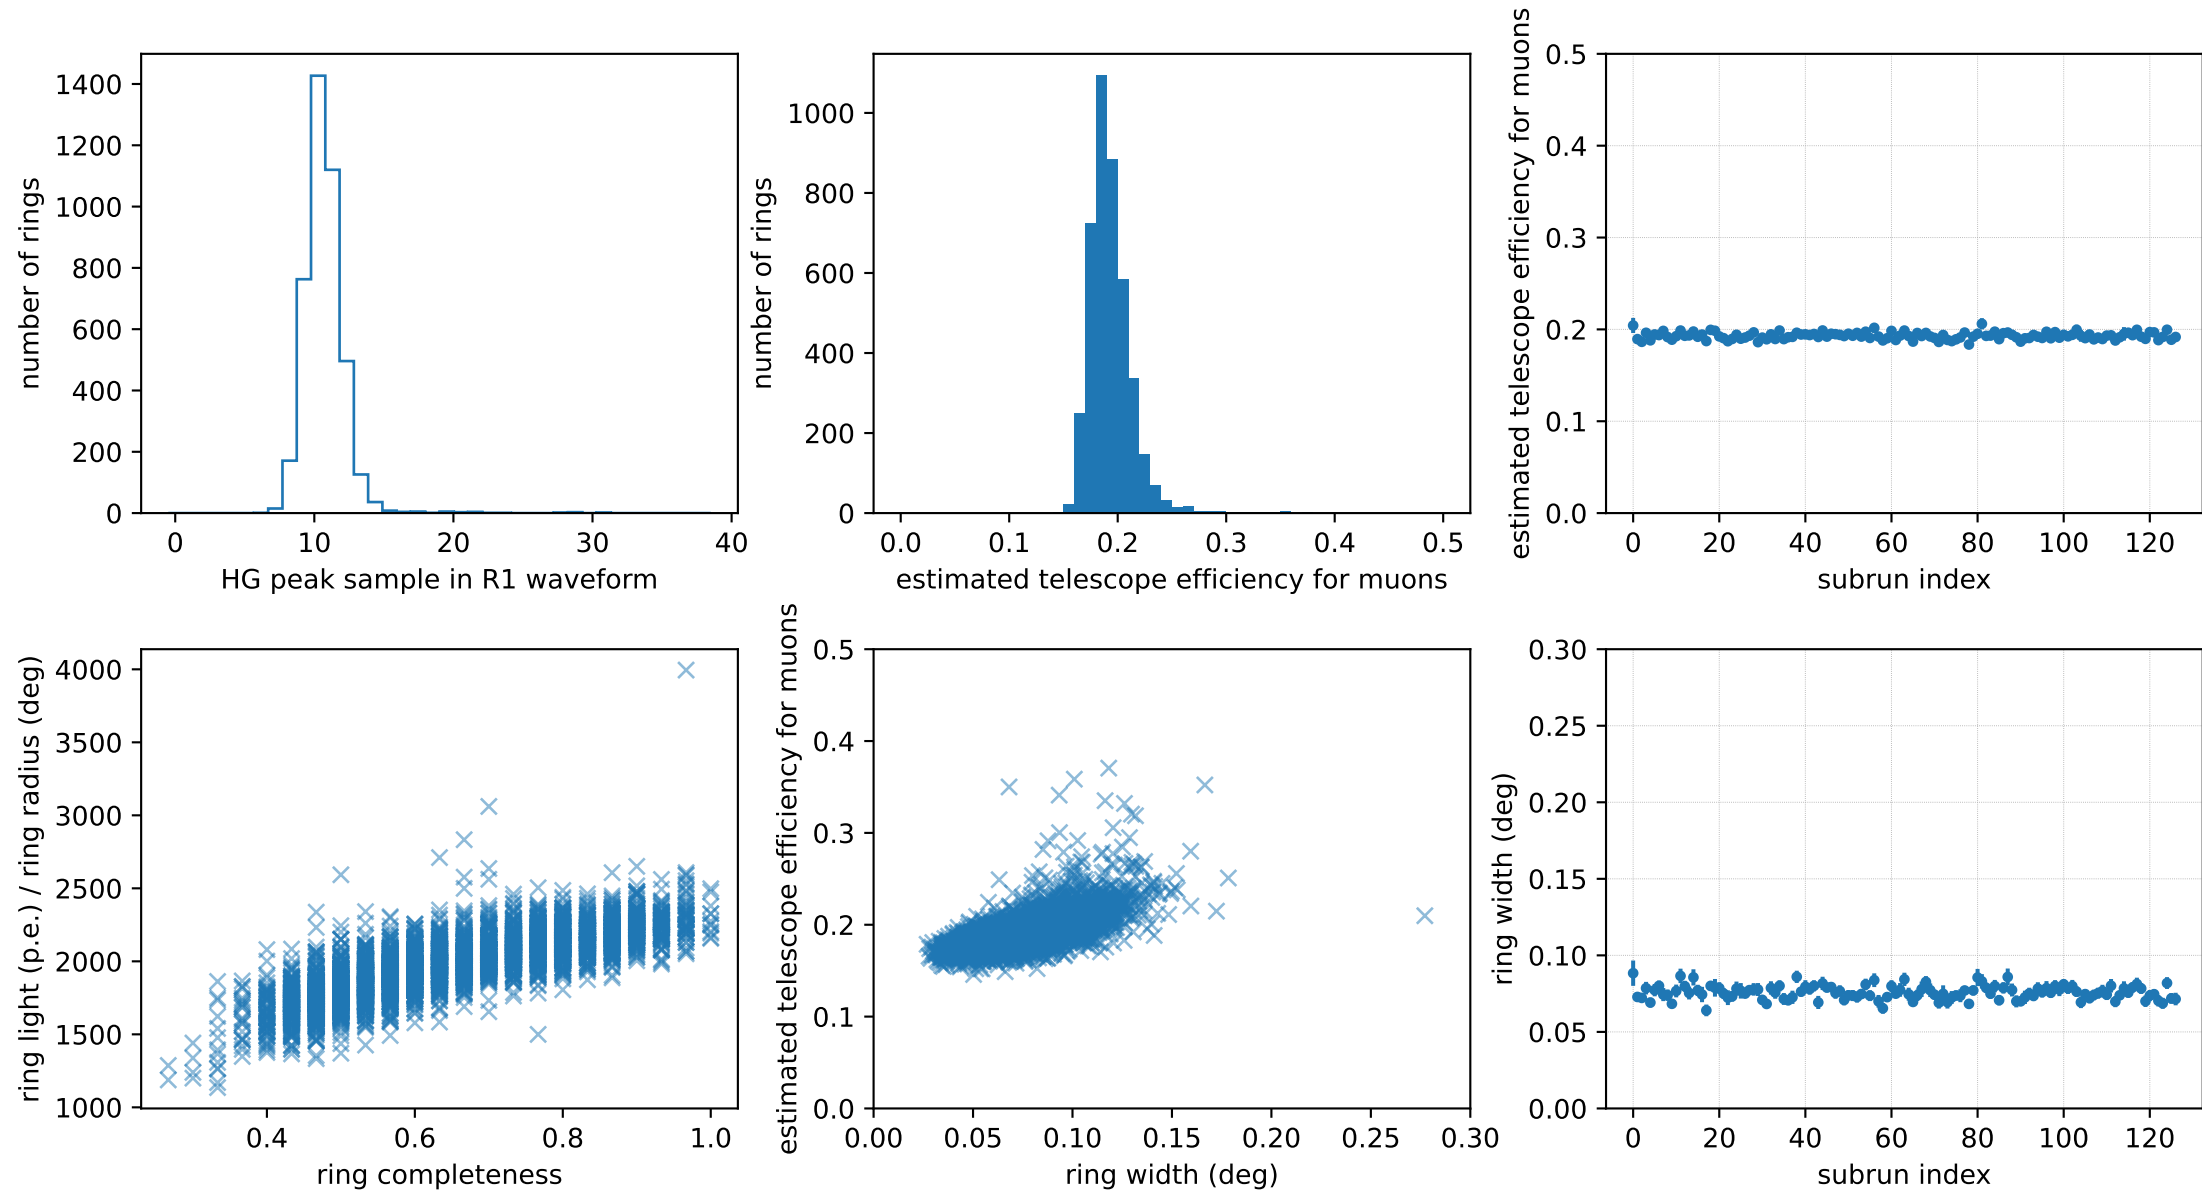 number of rings
1400
1200
1000
800
600
400
200
0
0 10 20 30 40
HG peak sample in R1 waveform
number of rings
1000
800
600
400
200
0
0.0 0.1 0.2 0.3 0.4 0.5
estimated telescope efficiency for muons
estimated telescope efficiency for muons
0.5
0.4
0.3
0.2
0.1
0.0
0 20 40 60 80 100 120
subrun index
ring light (p.e.) / ring radius (deg)
4000
3500
3000
2500
2000
1500
1000
0.4 0.6 0.8 1.0
ring completeness
estimated telescope efficiency for muons
0.5
0.4
0.3
0.2
0.1
0.0
0.00 0.05 0.10 0.15 0.20 0.25 0.30
ring width (deg)
ring width (deg)
0.30
0.25
0.20
0.15
0.10
0.05
0.00
0 20 40 60 80 100 120
subrun index